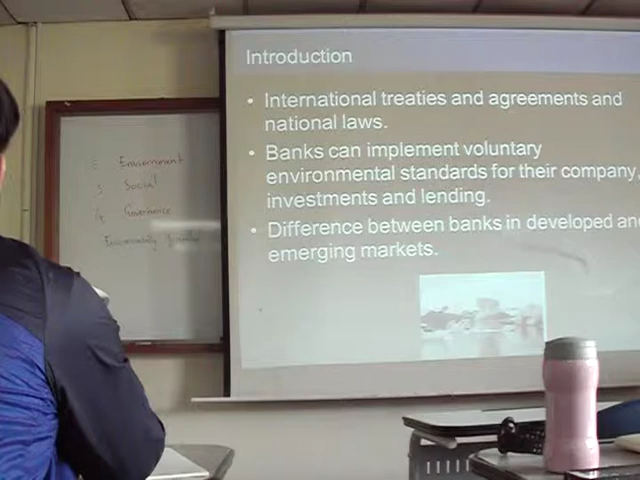 Introduction
• International treaties and agreements and
national laws.
• Banks can implement voluntary
environmental standards for their company,
investments and lending.
• Difference between banks in developed and
emerging markets.
E Environment
S Social
G Governance